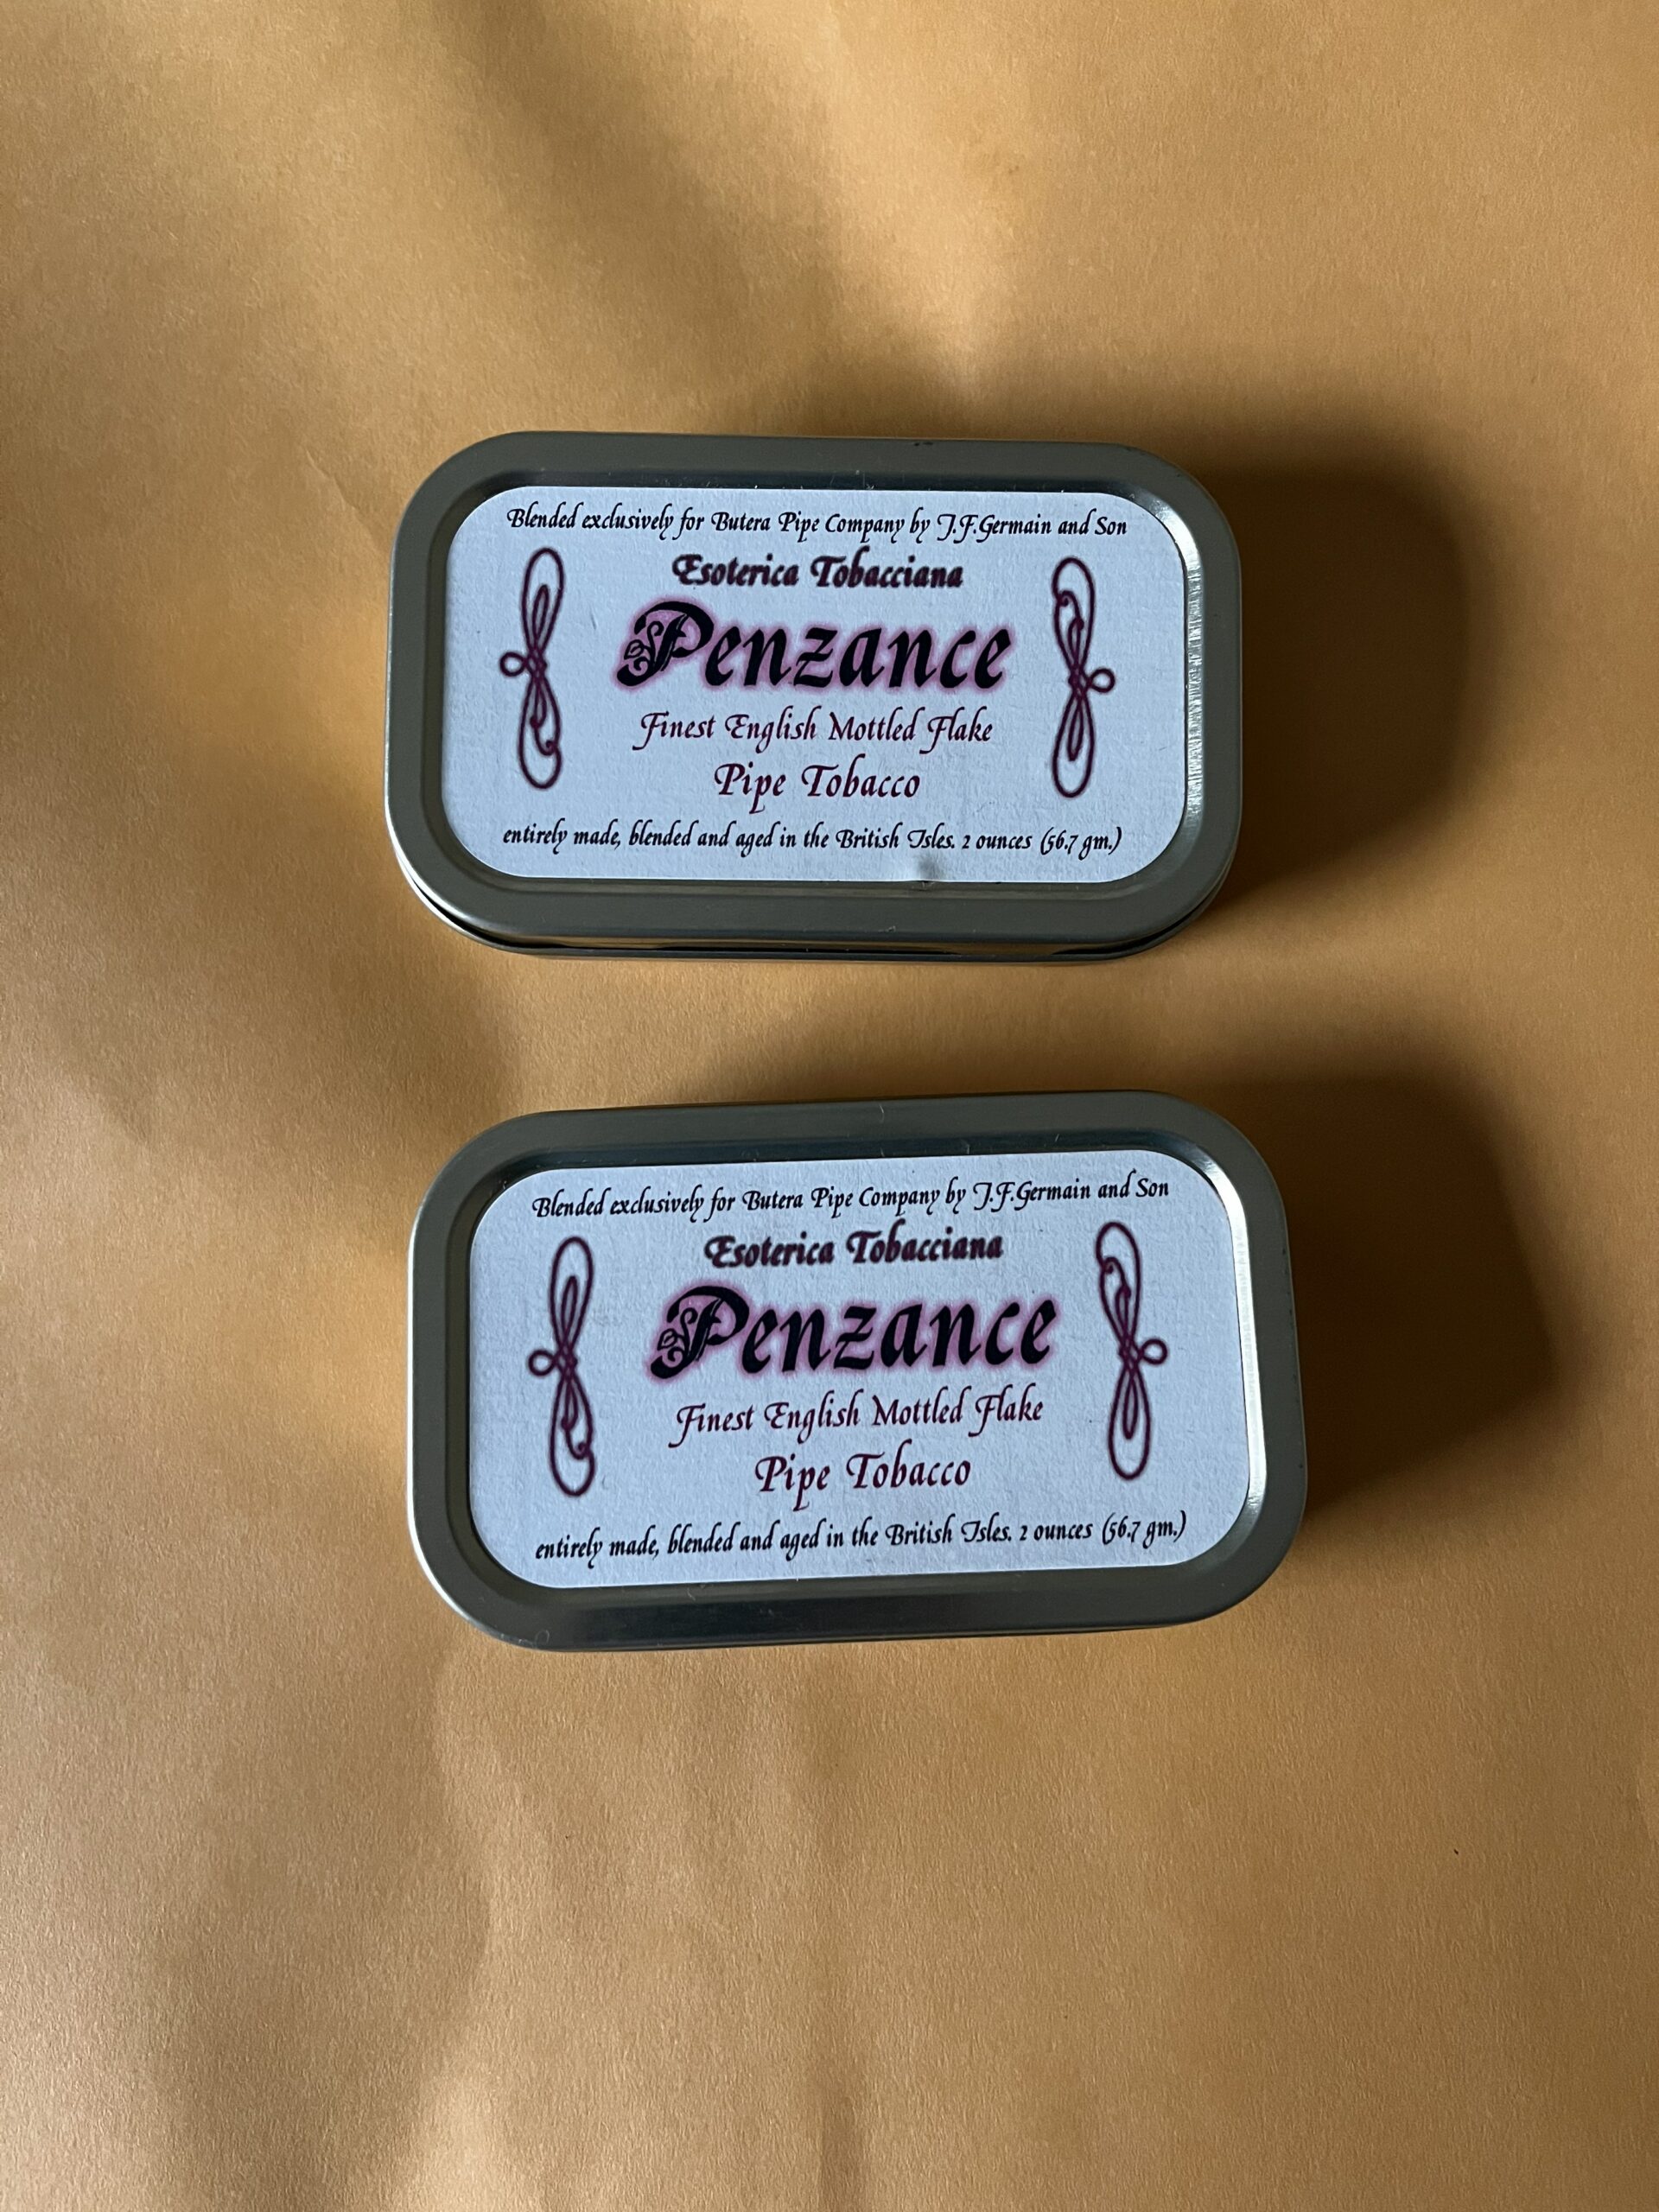 Blended exclusively for Butera Pipe Company by J.F.Germain and Son
Esoterica Tobacciana
Penzance
Finest English Mottled Flake
Pipe Tobacco
entirely made, blended and aged in the British Isles. 2 ounces (56.7 gm.)
Blended exclusively for Butera Pipe Company by J.F.Germain and Son
Esoterica Tobacciana
Penzance
Finest English Mottled Flake
Pipe Tobacco
entirely made, blended and aged in the British Isles. 2 ounces (56.7 gm.)